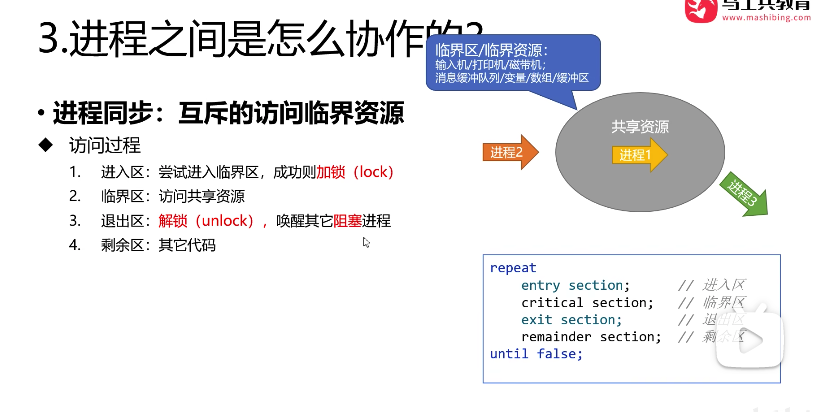 马士兵教育
www.mashibing.com
3.进程之间是怎么协作的?
临界区/临界资源：
输入机/打印机/磁带机；
消息缓冲队列/变量/数组/缓冲区
• 进程同步：互斥的访问临界资源
◆ 访问过程
1. 进入区：尝试进入临界区，成功则加锁（lock）
2. 临界区：访问共享资源
3. 退出区：解锁（unlock），唤醒其它阻塞进程
4. 剩余区：其它代码
共享资源
进程2
进程1
进程3
repeat
entry section; // 进入区
critical section; // 临界区
exit section; // 退出区
remainder section; // 剩余区
until false;